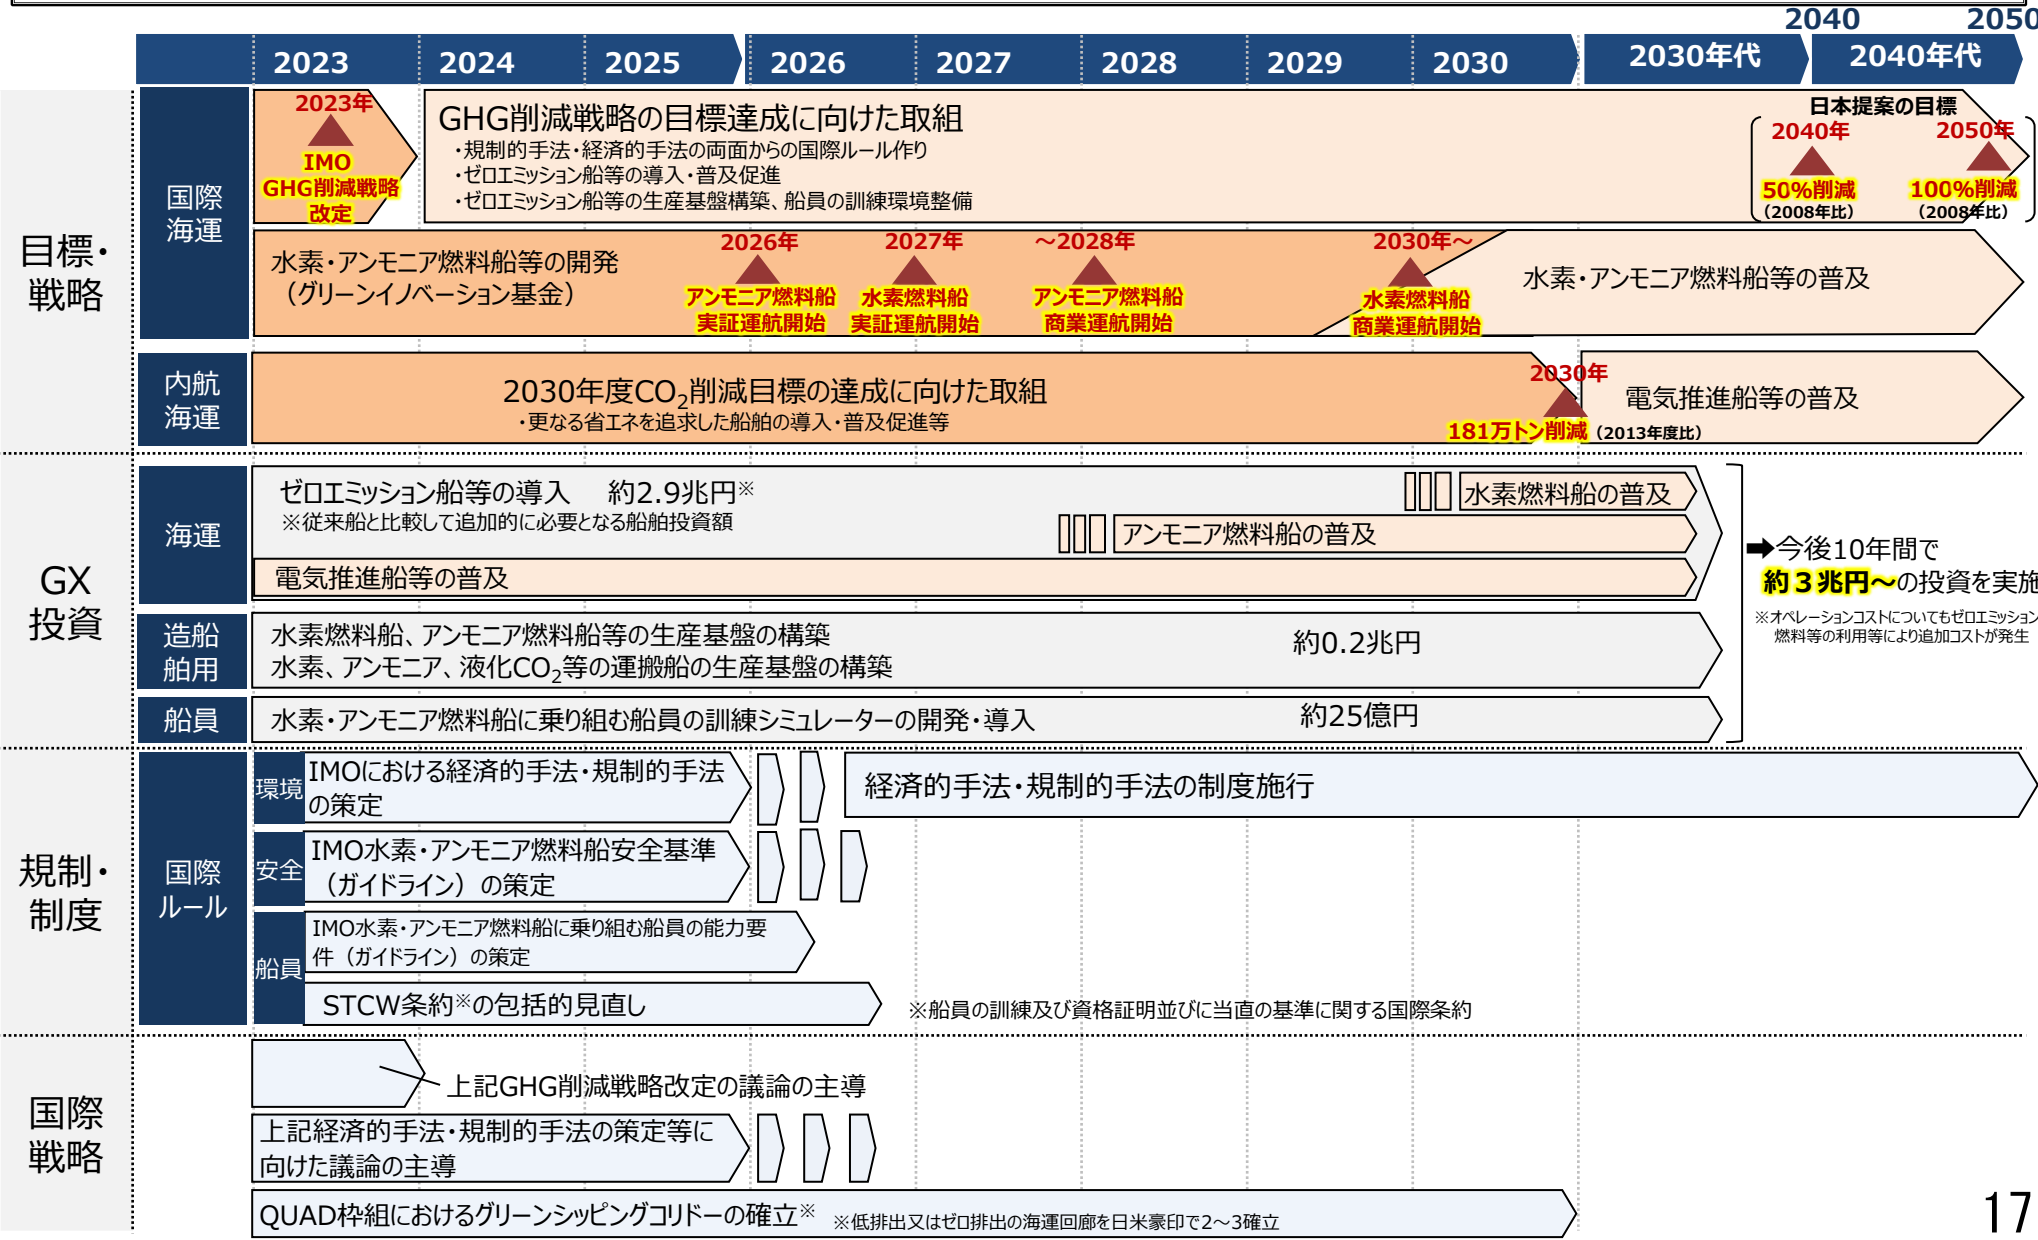 2040 2050
2023 2024 2025 2026 2027 2028 2029 2030 2030年代 2040年代
目標・
戦略
国際
海運
2023年
IMO
GHG削減戦略
改定
GHG削減戦略の目標達成に向けた取組
・規制的手法・経済的手法の両面からの国際ルール作り
・ゼロエミッション船等の導入・普及促進
・ゼロエミッション船等の生産基盤構築、船員の訓練環境整備
日本提案の目標
2040年
50%削減
（2008年比）
2050年
100%削減
（2008年比）
水素・アンモニア燃料船等の開発
（グリーンイノベーション基金）
2026年
アンモニア燃料船
実証運航開始
2027年
水素燃料船
実証運航開始
～2028年
アンモニア燃料船
商業運航開始
2030年～
水素燃料船
商業運航開始
水素・アンモニア燃料船等の普及
内航
海運
2030年度CO2削減目標の達成に向けた取組
・更なる省エネを追求した船舶の導入・普及促進等
2030年
181万トン削減（2013年度比）
電気推進船等の普及
GX
投資
海運
ゼロエミッション船等の導入 約2.9兆円※
※従来船と比較して追加的に必要となる船舶投資額
水素燃料船の普及
アンモニア燃料船の普及
電気推進船等の普及
造船
舶用
水素燃料船、アンモニア燃料船等の生産基盤の構築
水素、アンモニア、液化CO2等の運搬船の生産基盤の構築
約0.2兆円
船員
水素・アンモニア燃料船に乗り組む船員の訓練シミュレーターの開発・導入
約25億円
➡今後10年間で
約３兆円～の投資を実施
※オペレーションコストについてもゼロエミッション
燃料等の利用等により追加コストが発生
規制・
制度
国際
ルール
環境
IMOにおける経済的手法・規制的手法
の策定
経済的手法・規制的手法の制度施行
安全
IMO水素・アンモニア燃料船安全基準
（ガイドライン）の策定
船員
IMO水素・アンモニア燃料船に乗り組む船員の能力要
件（ガイドライン）の策定
STCW条約※の包括的見直し
※船員の訓練及び資格証明並びに当直の基準に関する国際条約
国際
戦略
上記GHG削減戦略改定の議論の主導
上記経済的手法・規制的手法の策定等に
向けた議論の主導
QUAD枠組におけるグリーンシッピングコリドーの確立※ ※低排出又はゼロ排出の海運回廊を日米豪印で2～3確立
17